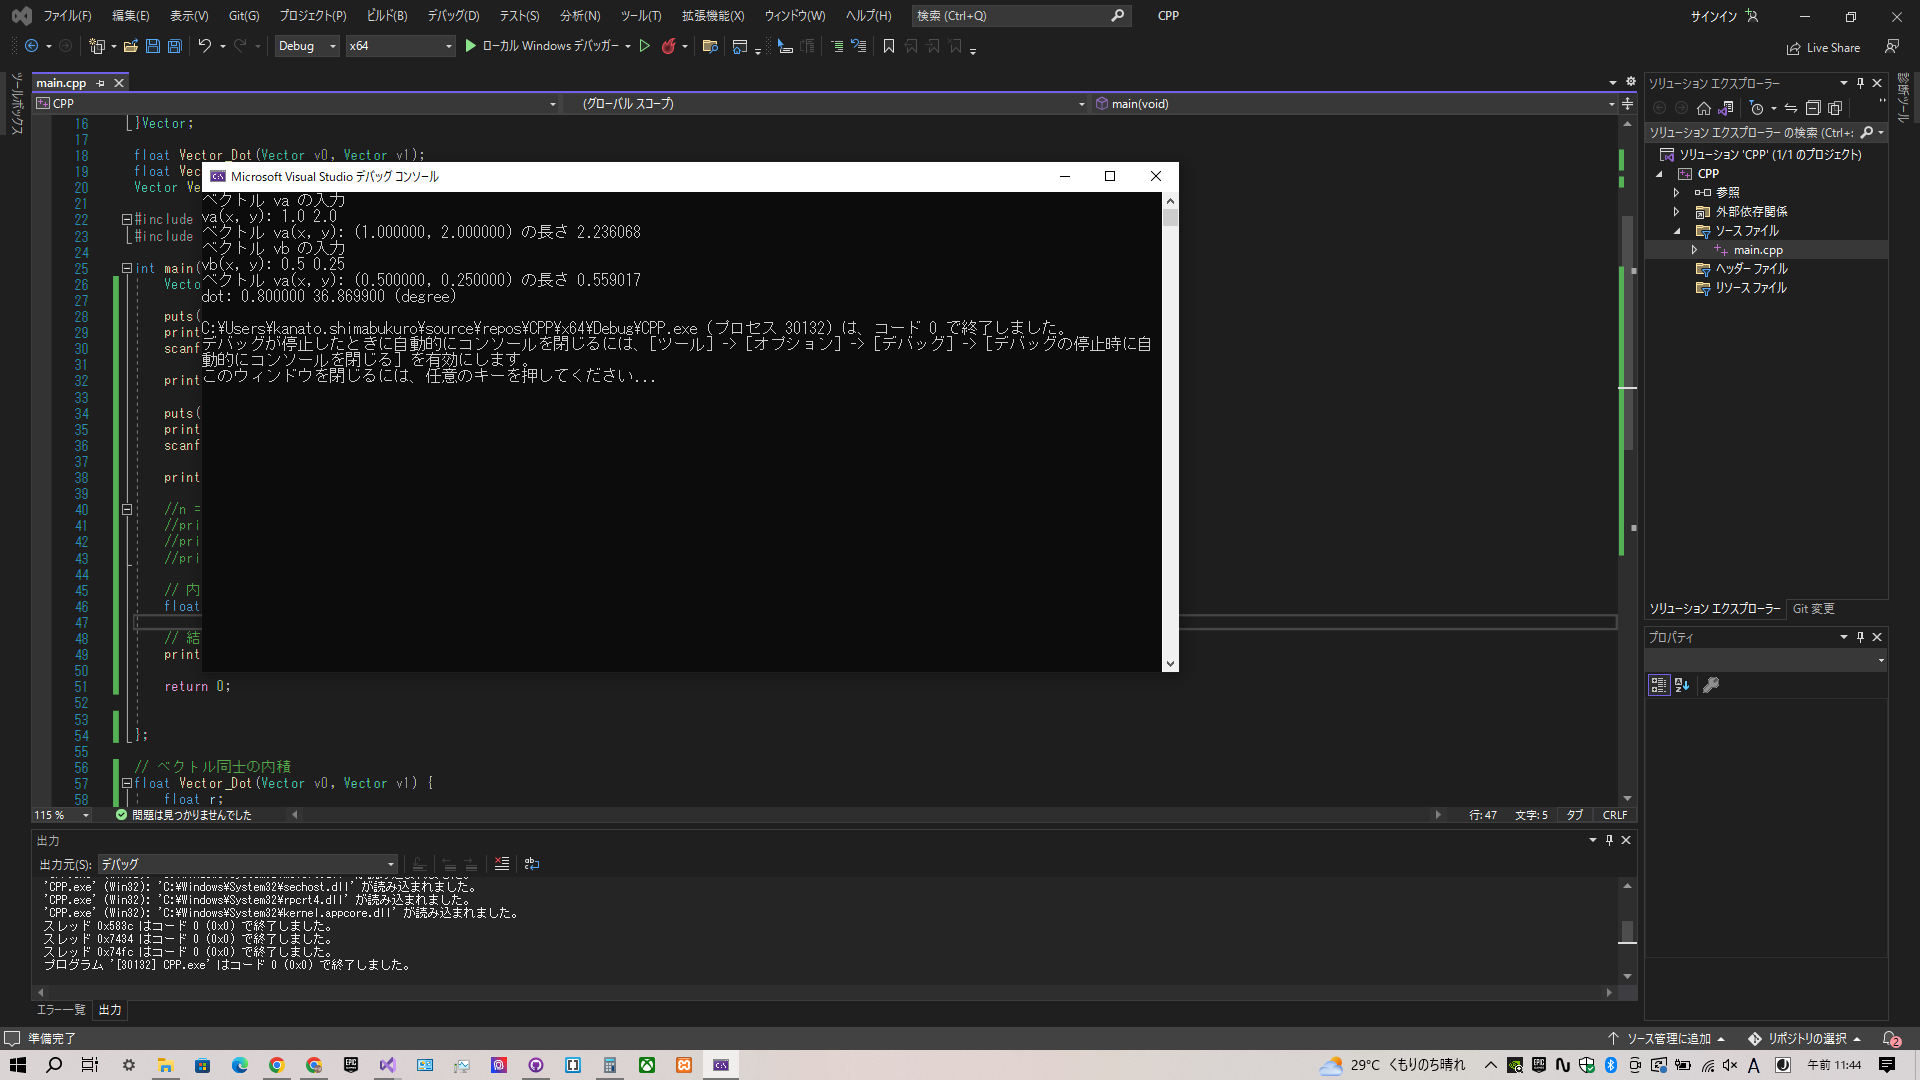 ファイル(F) 編集(E) 表示(V) Git(G) プロジェクト(P) ビルド(B) デバッグ(D) テスト(S) 分析(N) ツール(T) 拡張機能(X) ウィンドウ(W) ヘルプ(H) 検索 (Ctrl+Q) CPP サインイン
Debug x64 ローカル Windows デバッガー Live Share
ツールボックス
main.cpp
CPP (グローバル スコープ) main(void)
16 }Vector;
17
18 float Vector_Dot(Vector v0, Vector v1);
19 float Vec
20 Vector Ve
21
22 #include
23 #include
24
25 int main(
26 Vecto
27
28 puts(
29 print
30 scanf
31
32 print
33
34 puts(
35 print
36 scanf
37
38 print
39
40 //n =
41 //pri
42 //pri
43 //pri
44
45 // 内
46 float
47
48 // 結
49 print
50
51 return 0;
52
53
54 };
55
56 // ベクトル同士の内積
57 float Vector_Dot(Vector v0, Vector v1) {
58 float r;
Microsoft Visual Studio デバッグ コンソール
ベクトル va の入力
va(x, y): 1.0 2.0
ベクトル va(x, y): (1.000000, 2.000000) の長さ 2.236068
ベクトル vb の入力
vb(x, y): 0.5 0.25
ベクトル va(x, y): (0.500000, 0.250000) の長さ 0.559017
dot: 0.800000 36.869900 (degree)
C:¥Users¥kanato.shimabukuro¥source¥repos¥CPP¥x64¥Debug¥CPP.exe (プロセス 30132) は、コード 0 で終了しました。
デバッグが停止したときに自動的にコンソールを閉じるには、[ツール] -> [オプション] -> [デバッグ] -> [デバッグの停止時に自
動的にコンソールを閉じる] を有効にします。
このウィンドウを閉じるには、任意のキーを押してください...
115 % 問題は見つかりませんでした 行: 47 文字: 5 タブ CRLF
出力
出力元(S): デバッグ
'CPP.exe' (Win32): 'C:¥Windows¥System32¥sechost.dll' が読み込まれました。
'CPP.exe' (Win32): 'C:¥Windows¥System32¥rpcrt4.dll' が読み込まれました。
'CPP.exe' (Win32): 'C:¥Windows¥System32¥kernel.appcore.dll' が読み込まれました。
スレッド 0x583c はコード 0 (0x0) で終了しました。
スレッド 0x7434 はコード 0 (0x0) で終了しました。
スレッド 0x74fc はコード 0 (0x0) で終了しました。
プログラム '[30132] CPP.exe' はコード 0 (0x0) で終了しました。
エラー一覧 出力
ソリューション エクスプローラー
ソリューション エクスプローラー の検索 (Ctrl+:
ソリューション 'CPP' (1/1 のプロジェクト)
CPP
参照
外部依存関係
ソース ファイル
main.cpp
ヘッダー ファイル
リソース ファイル
ソリューション エクスプローラー Git 変更
プロパティ
診断ツール
準備完了 ソース管理に追加 リポジトリの選択 2
29°C くもりのち晴れ A 午前 11:44